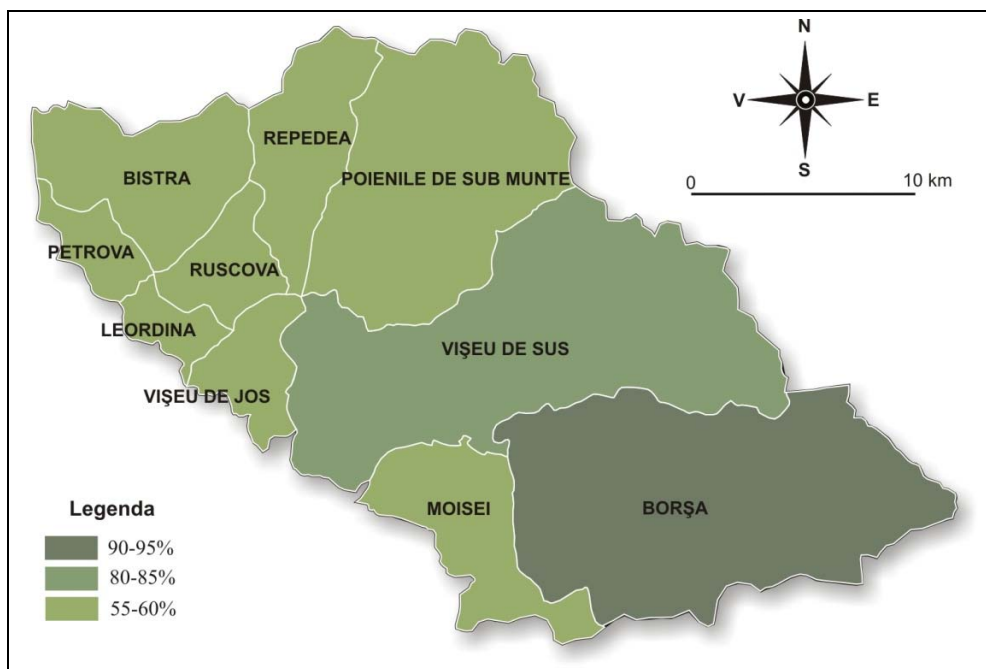 N
V E
S
0 10 km
REPEDEA
BISTRA
POIENILE DE SUB MUNTE
PETROVA
RUSCOVA
LEORDINA
VIŞEU DE SUS
VIŞEU DE JOS
MOISEI
BORŞA
Legenda
90-95%
80-85%
55-60%